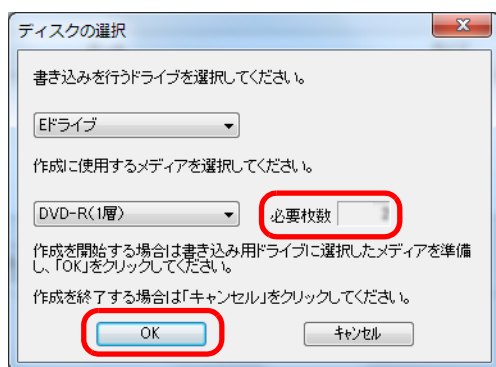 ディスクの選択
書き込みを行うドライブを選択してください。
Eドライブ
作成に使用するメディアを選択してください。
DVD-R(1層)
必要枚数
作成を開始する場合は書き込み用ドライブに選択したメディアを準備
し、「OK」をクリックしてください。
作成を終了する場合は「キャンセル」をクリックしてください。
OK
キャンセル